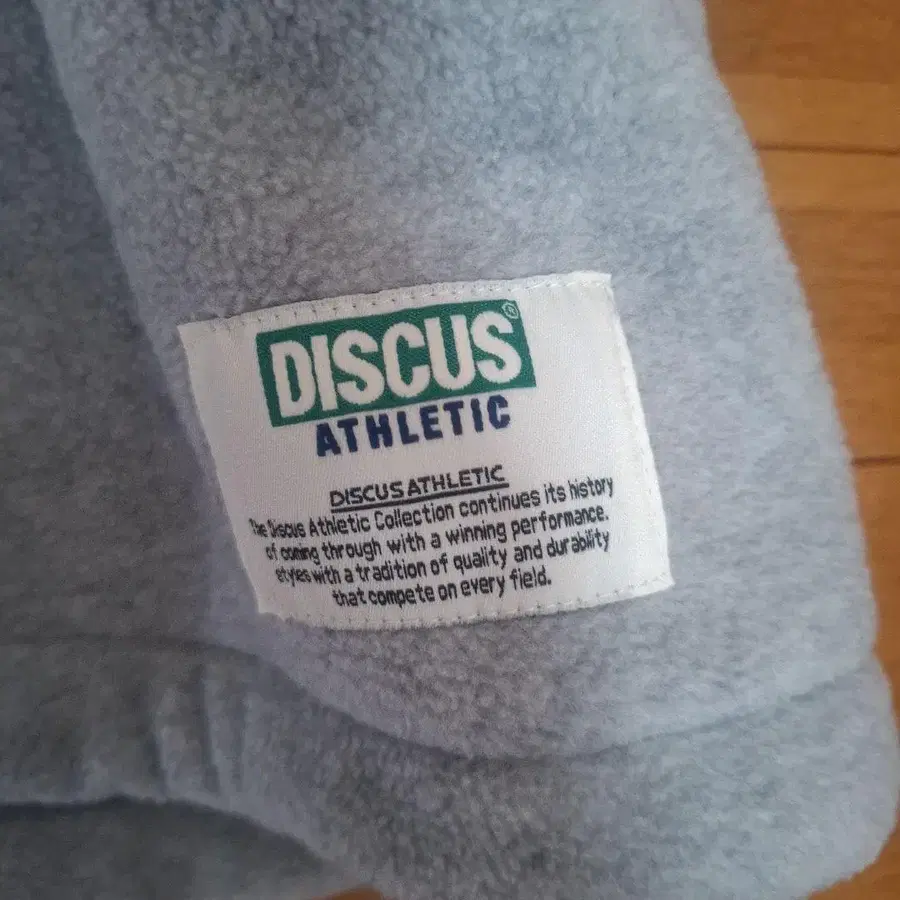 DISCUS®
ATHLETIC
DISCUS ATHLETIC
The Discus Athletic Collection continues its history
of coming through with a winning performance.
styles with a tradition of quality and durability
that compete on every field.